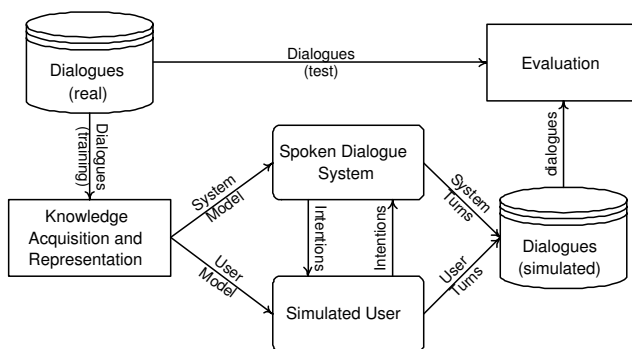 Dialogues
(real)
Dialogues
(test)
Evaluation
Dialogues
(training)
dialogues
Spoken Dialogue
System
System
Model
System
Turns
Knowledge
Acquisition and
Representation
Intentions
Intentions
Dialogues
(simulated)
User
Model
User
Turns
Simulated User